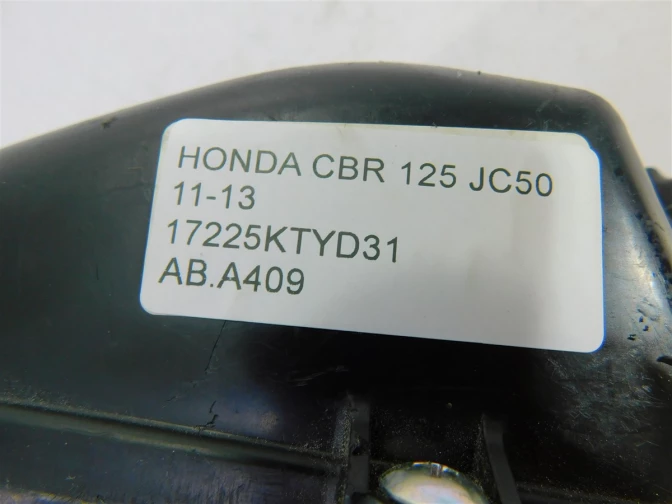 HONDA CBR 125 JC50
11-13
17225KTYD31
AB.A409